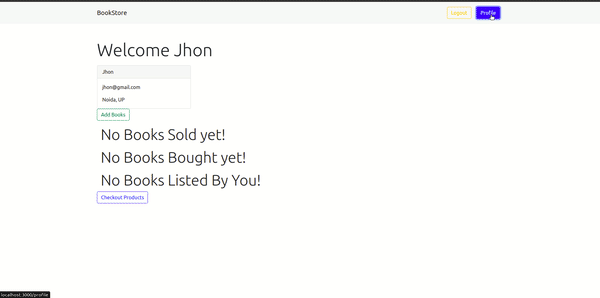 BookStore
Logout
Profile
Welcome Jhon
Jhon
jhon@gmail.com
Noida, UP
Add Books
No Books Sold yet!
No Books Bought yet!
No Books Listed By You!
Checkout Products
localhost:3000/profile